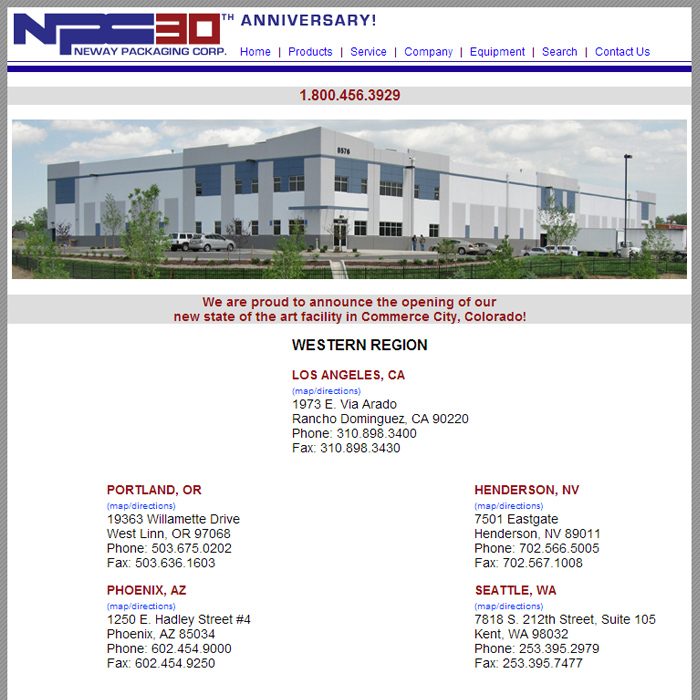 NPC 30TH ANNIVERSARY!
NEWAY PACKAGING CORP.
Home | Products | Service | Company | Equipment | Search | Contact Us
1.800.456.3929
8576
We are proud to announce the opening of our
new state of the art facility in Commerce City, Colorado!
WESTERN REGION
LOS ANGELES, CA
(map/directions)
1973 E. Via Arado
Rancho Dominguez, CA 90220
Phone: 310.898.3400
Fax: 310.898.3430
PORTLAND, OR
(map/directions)
19363 Willamette Drive
West Linn, OR 97068
Phone: 503.675.0202
Fax: 503.636.1603
HENDERSON, NV
(map/directions)
7501 Eastgate
Henderson, NV 89011
Phone: 702.566.5005
Fax: 702.567.1008
PHOENIX, AZ
(map/directions)
1250 E. Hadley Street #4
Phoenix, AZ 85034
Phone: 602.454.9000
Fax: 602.454.9250
SEATTLE, WA
(map/directions)
7818 S. 212th Street, Suite 105
Kent, WA 98032
Phone: 253.395.2979
Fax: 253.395.7477